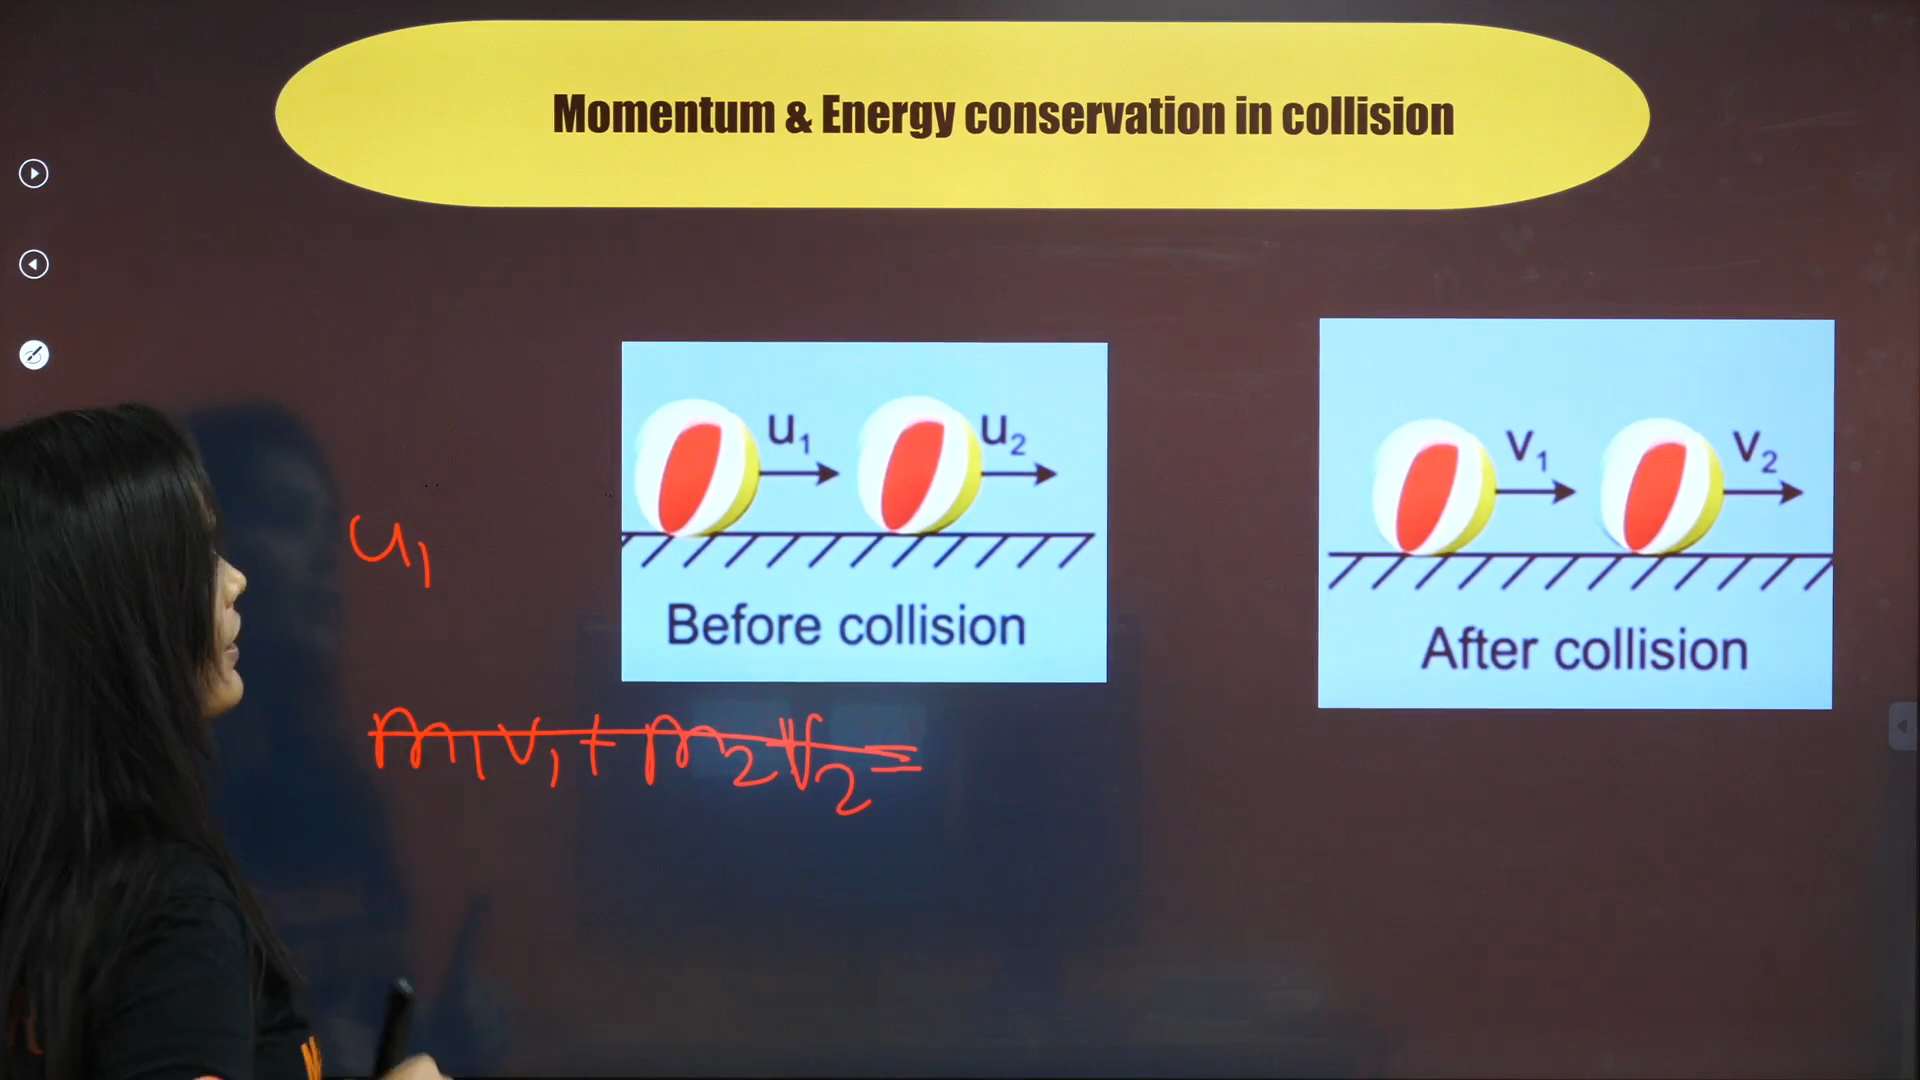 Momentum & Energy conservation in collision
u₁ u₂
Before collision
v₁ v₂
After collision
u₁
m₁v₁ + m₂v₂ =